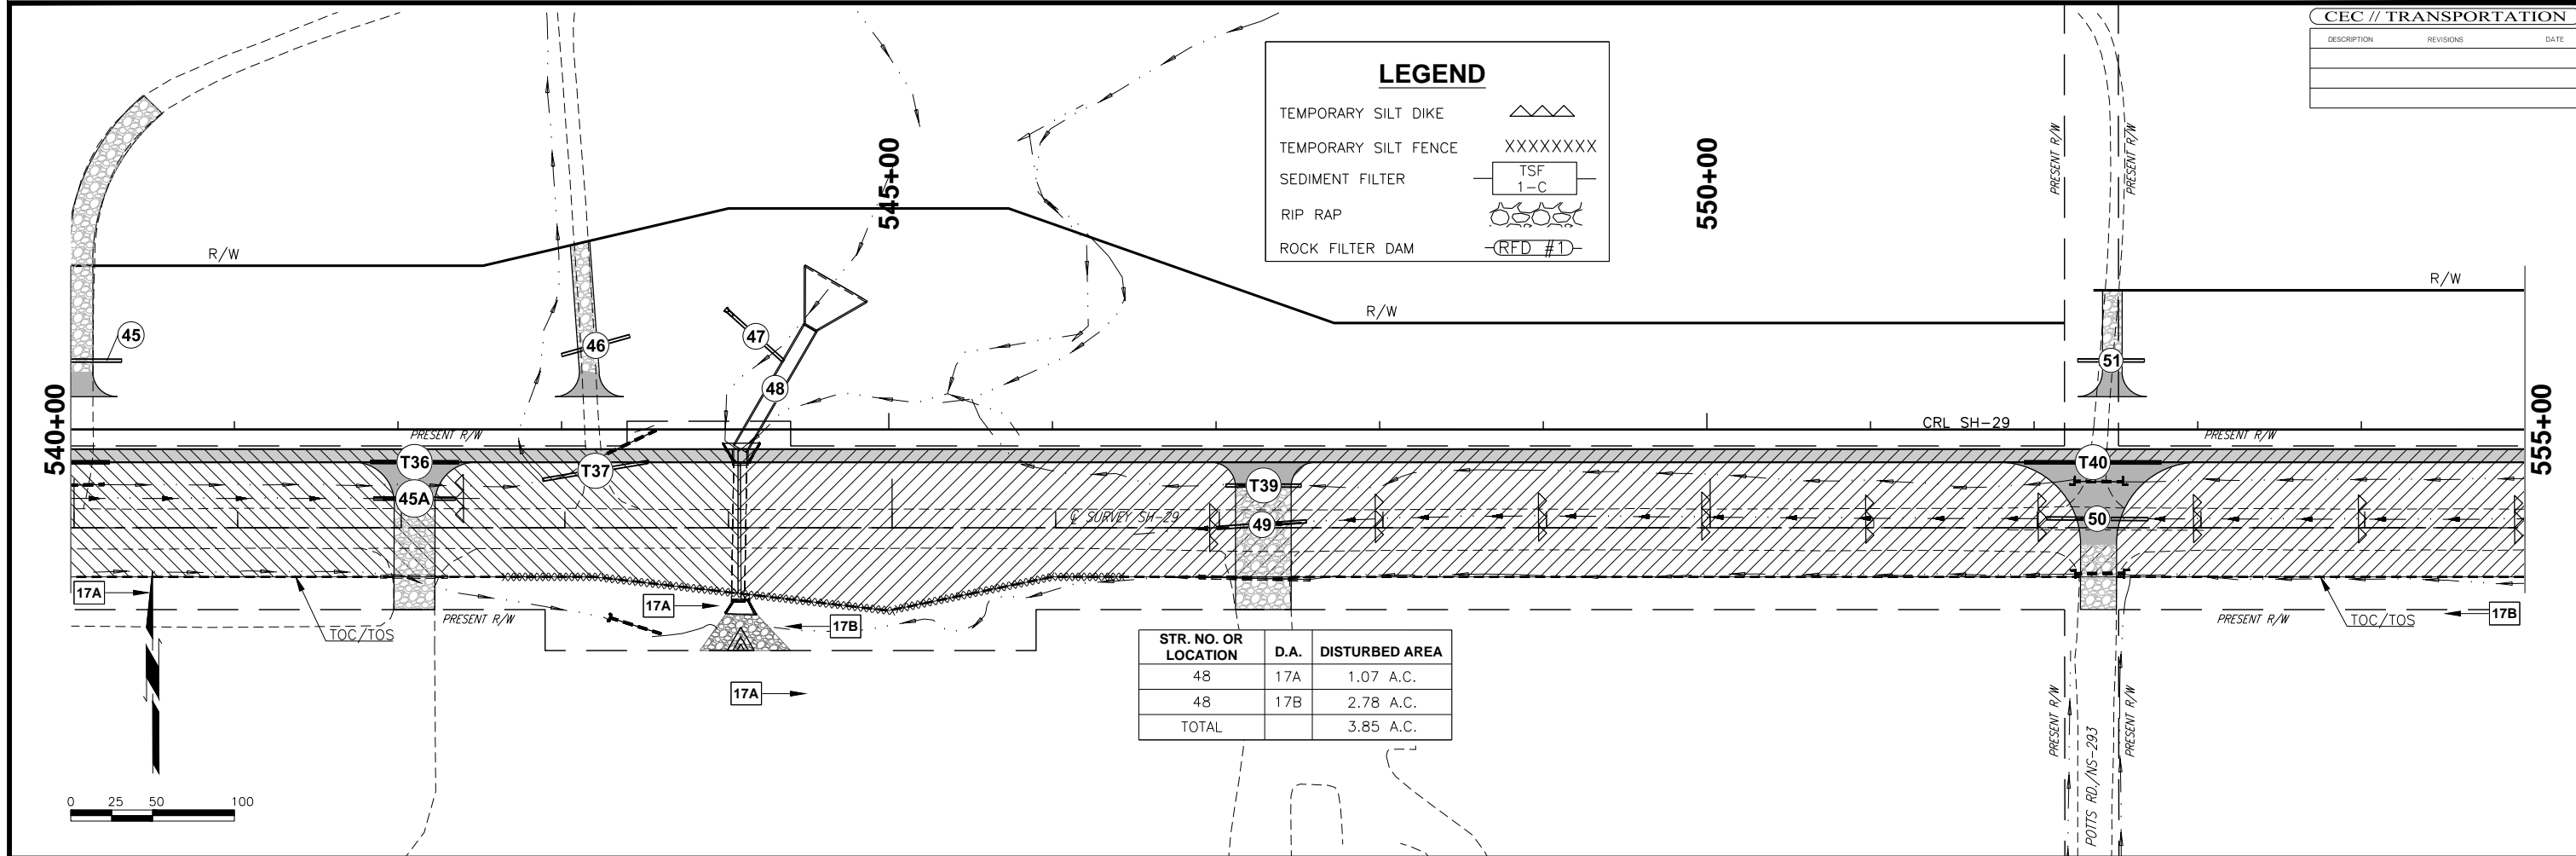 CEC // TRANSPORTATION
DESCRIPTION REVISIONS DATE
LEGEND
TEMPORARY SILT DIKE
TEMPORARY SILT FENCE XXXXXXXX
SEDIMENT FILTER TSF
1-C
RIP RAP
ROCK FILTER DAM RFD #1
545+00
550+00
PRESENT R/W
PRESENT R/W
R/W
R/W
R/W
45
46
47
48
51
540+00
555+00
CRL SH-29
PRESENT R/W
PRESENT R/W
T36
T37
T39
T40
45A
49
50
℄ SURVEY SH-29
17A
17A
17B
17B
PRESENT R/W
PRESENT R/W
TOC/TOS
TOC/TOS
17A
STR. NO. OR
LOCATION D.A. DISTURBED AREA
48 17A 1.07 A.C.
48 17B 2.78 A.C.
TOTAL 3.85 A.C.
PRESENT R/W
POTTS RD./NS-293
PRESENT R/W
0 25 50 100